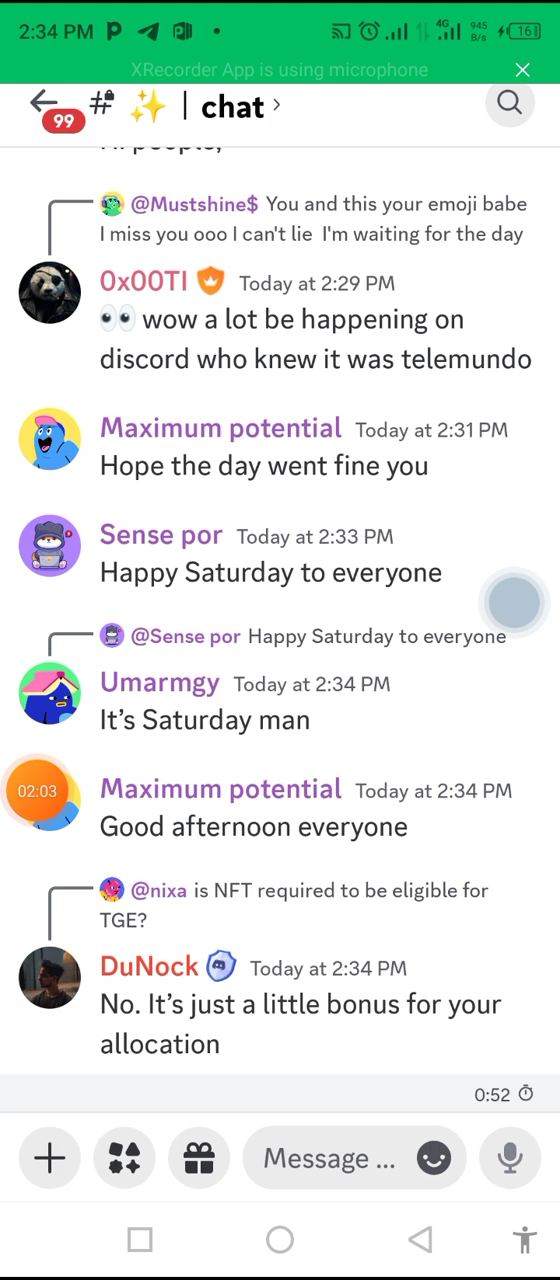 2:34 PM
4G 945 B/s 16
XRecorder App is using microphone
99 # ✨ | chat
Hi people,
@Mustshine$ You and this your emoji babe
I miss you ooo I can't lie I'm waiting for the day
0x00TI Today at 2:29 PM
👀 wow a lot be happening on
discord who knew it was telemundo
Maximum potential Today at 2:31 PM
Hope the day went fine you
Sense por Today at 2:33 PM
Happy Saturday to everyone
@Sense por Happy Saturday to everyone
Umarmgy Today at 2:34 PM
It's Saturday man
02:03
Maximum potential Today at 2:34 PM
Good afternoon everyone
@nixa is NFT required to be eligible for
TGE?
DuNock Today at 2:34 PM
No. It's just a little bonus for your
allocation
0:52
Message ...